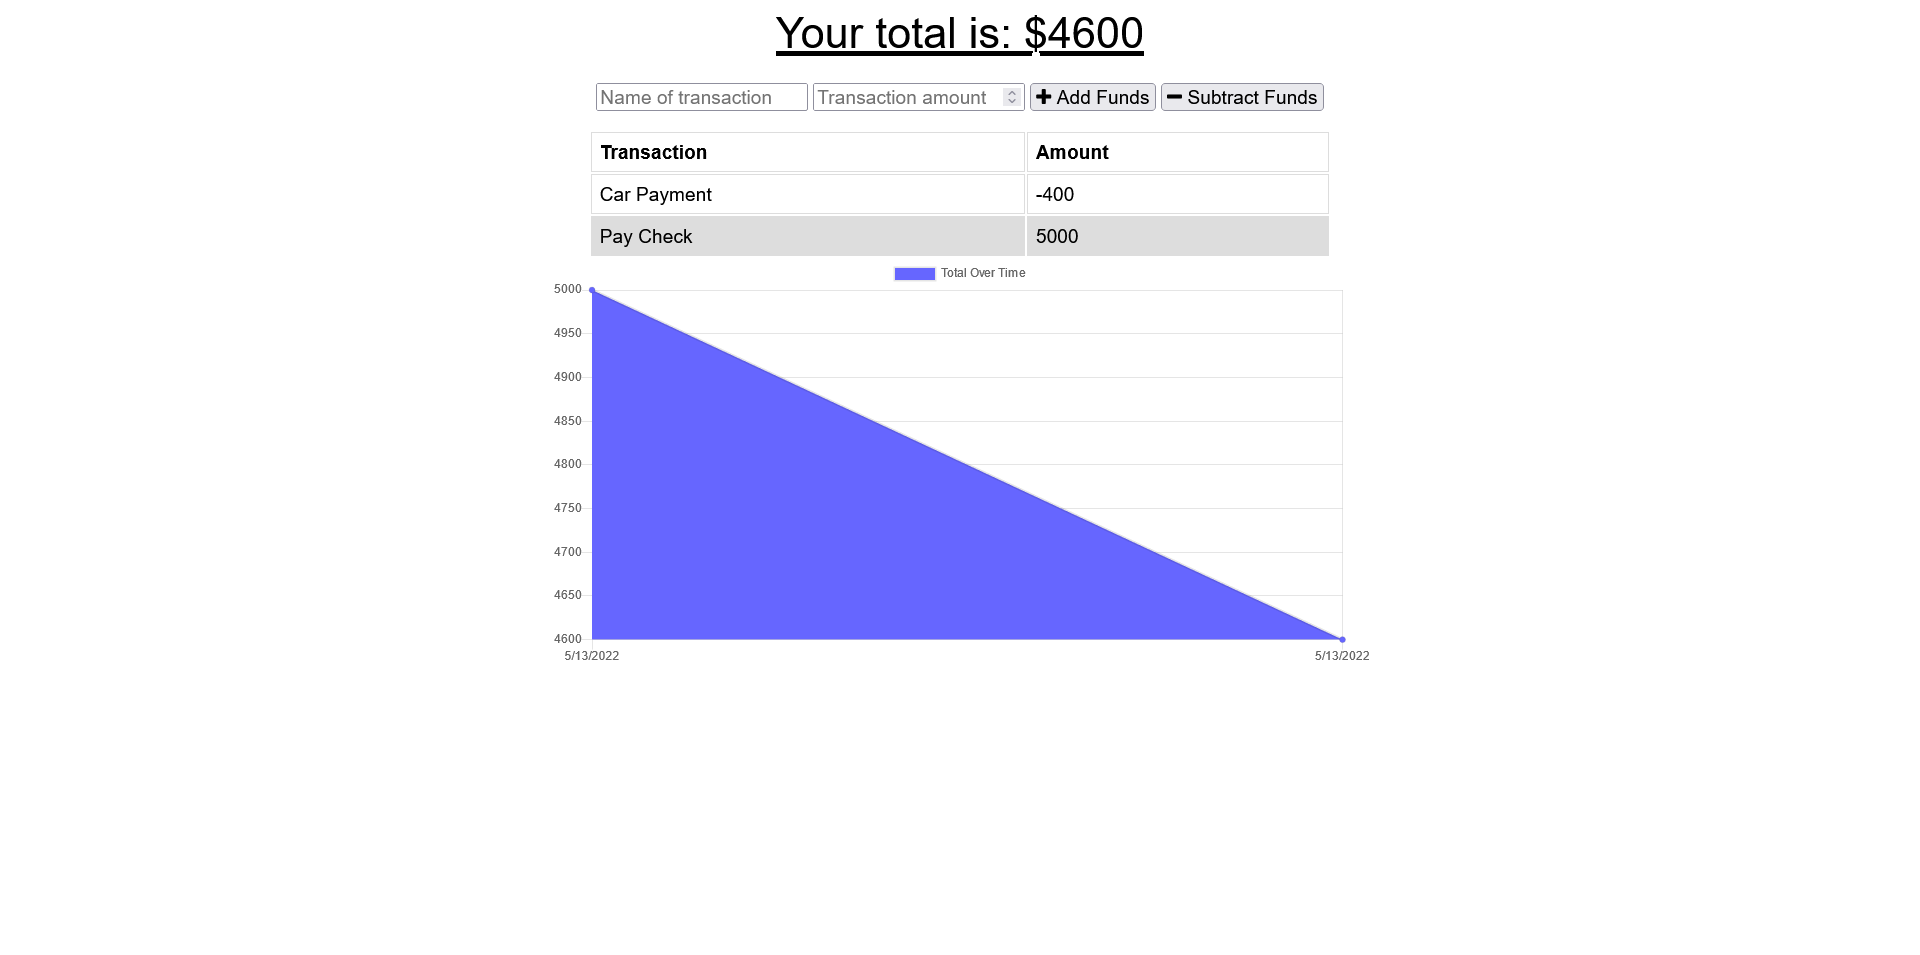 Your total is: $4600
Name of transaction Transaction amount Add Funds Subtract Funds
Transaction Amount
Car Payment -400
Pay Check 5000
Total Over Time
5000
4950
4900
4850
4800
4750
4700
4650
4600
5/13/2022 5/13/2022